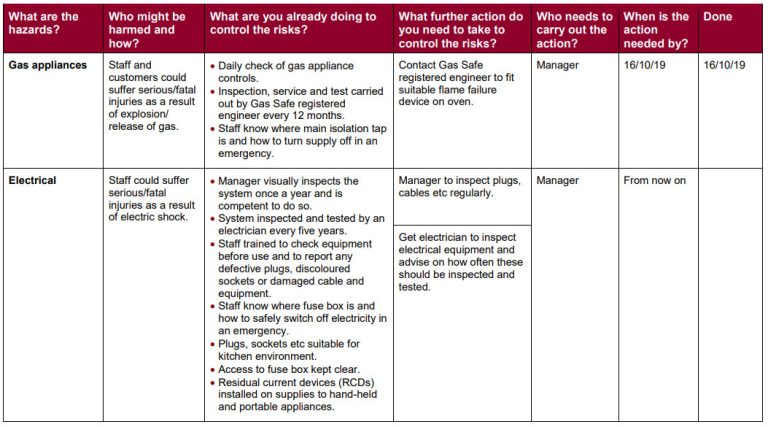 What are the
hazards?
Who might be
harmed and
how?
What are you already doing to
control the risks?
What further action do
you need to take to
control the risks?
Who needs to
carry out the
action?
When is the
action
needed by?
Done
Gas appliances
Staff and
customers could
suffer serious/fatal
injuries as a result
of explosion/
release of gas.
• Daily check of gas appliance
controls.
• Inspection, service and test carried
out by Gas Safe registered
engineer every 12 months.
• Staff know where main isolation tap
is and how to turn supply off in an
emergency.
Contact Gas Safe
registered engineer to fit
suitable flame failure
device on oven.
Manager
16/10/19
16/10/19
Electrical
Staff could suffer
serious/fatal
injuries as a result
of electric shock.
• Manager visually inspects the
system once a year and is
competent to do so.
• System inspected and tested by an
electrician every five years.
• Staff trained to check equipment
before use and to report any
defective plugs, discoloured
sockets or damaged cable and
equipment.
• Staff know where fuse box is and
how to safely switch off electricity in
an emergency.
• Plugs, sockets etc suitable for
kitchen environment.
• Access to fuse box kept clear.
• Residual current devices (RCDs)
installed on supplies to hand-held
and portable appliances.
Manager to inspect plugs,
cables etc regularly.
Get electrician to inspect
electrical equipment and
advise on how often these
should be inspected and
tested.
Manager
From now on